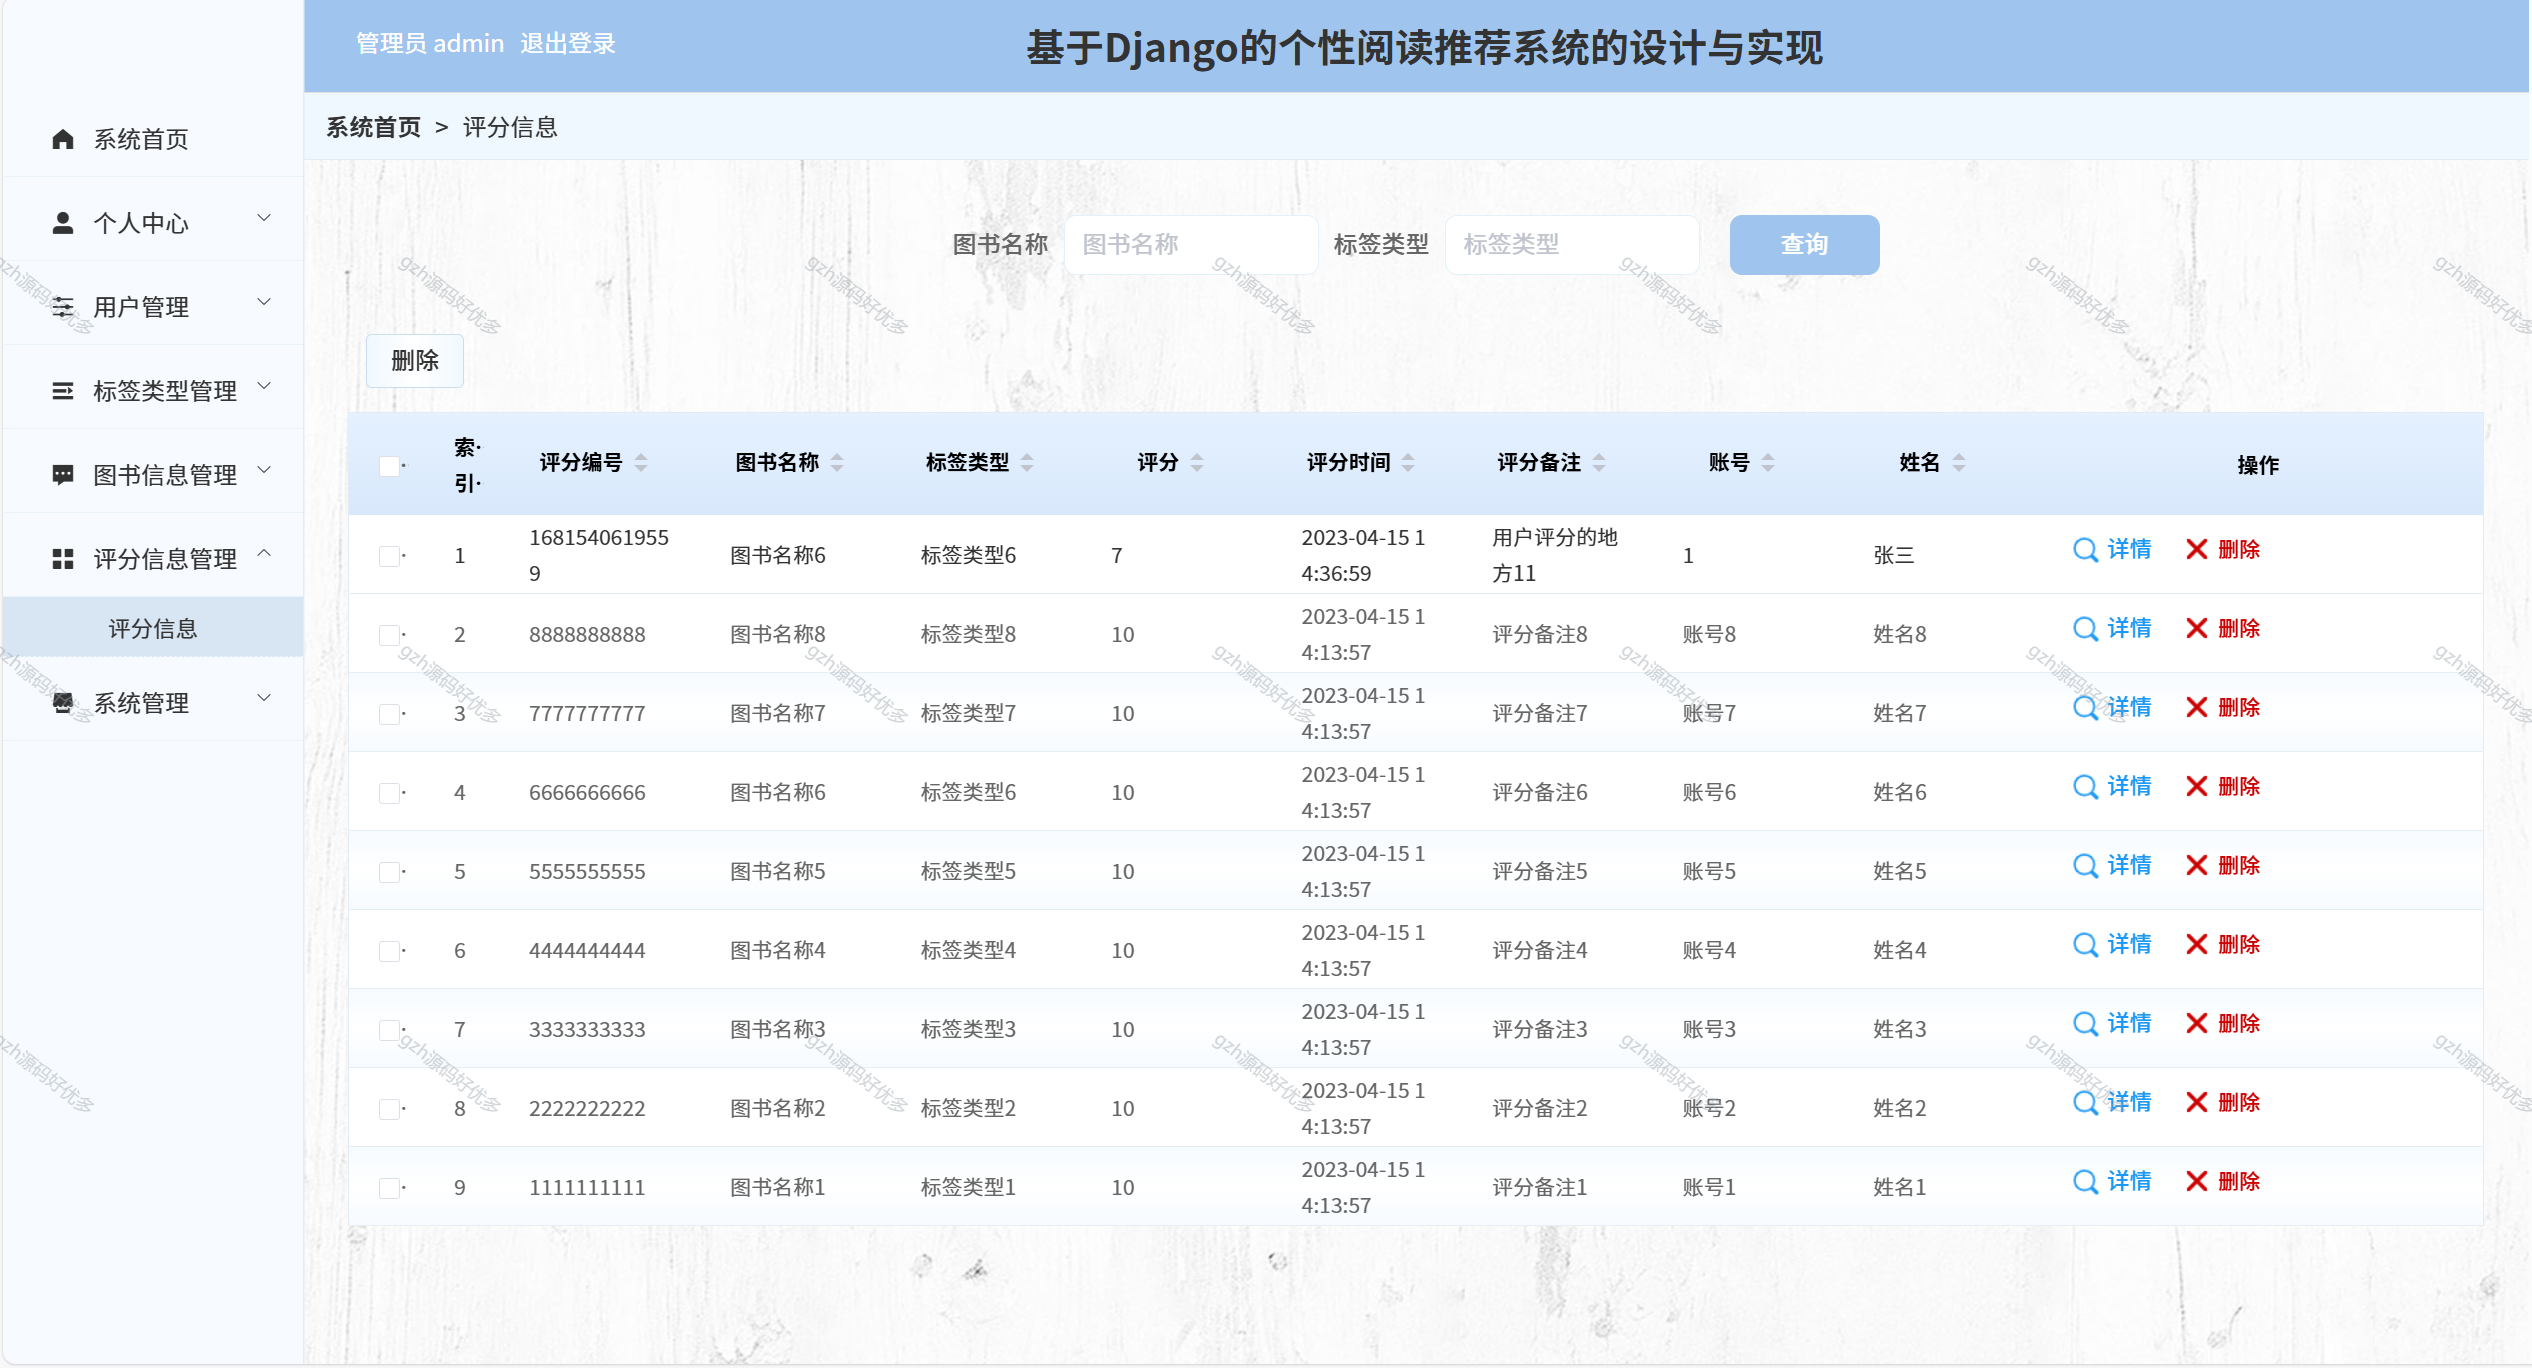 管理员 admin 退出登录
基于Django的个性阅读推荐系统的设计与实现
系统首页 > 评分信息
系统首页
个人中心
用户管理
标签类型管理
图书信息管理
评分信息管理
评分信息
系统管理
图书名称 图书名称 标签类型 标签类型 查询
删除
索引 评分编号 图书名称 标签类型 评分 评分时间 评分备注 账号 姓名 操作
1 1681540619559 图书名称6 标签类型6 7 2023-04-15 14:36:59 用户评分的地方11 1 张三 详情 删除
2 8888888888 图书名称8 标签类型8 10 2023-04-15 14:13:57 评分备注8 账号8 姓名8 详情 删除
3 7777777777 图书名称7 标签类型7 10 2023-04-15 14:13:57 评分备注7 账号7 姓名7 详情 删除
4 6666666666 图书名称6 标签类型6 10 2023-04-15 14:13:57 评分备注6 账号6 姓名6 详情 删除
5 5555555555 图书名称5 标签类型5 10 2023-04-15 14:13:57 评分备注5 账号5 姓名5 详情 删除
6 4444444444 图书名称4 标签类型4 10 2023-04-15 14:13:57 评分备注4 账号4 姓名4 详情 删除
7 3333333333 图书名称3 标签类型3 10 2023-04-15 14:13:57 评分备注3 账号3 姓名3 详情 删除
8 2222222222 图书名称2 标签类型2 10 2023-04-15 14:13:57 评分备注2 账号2 姓名2 详情 删除
9 1111111111 图书名称1 标签类型1 10 2023-04-15 14:13:57 评分备注1 账号1 姓名1 详情 删除
gzh源码好优多